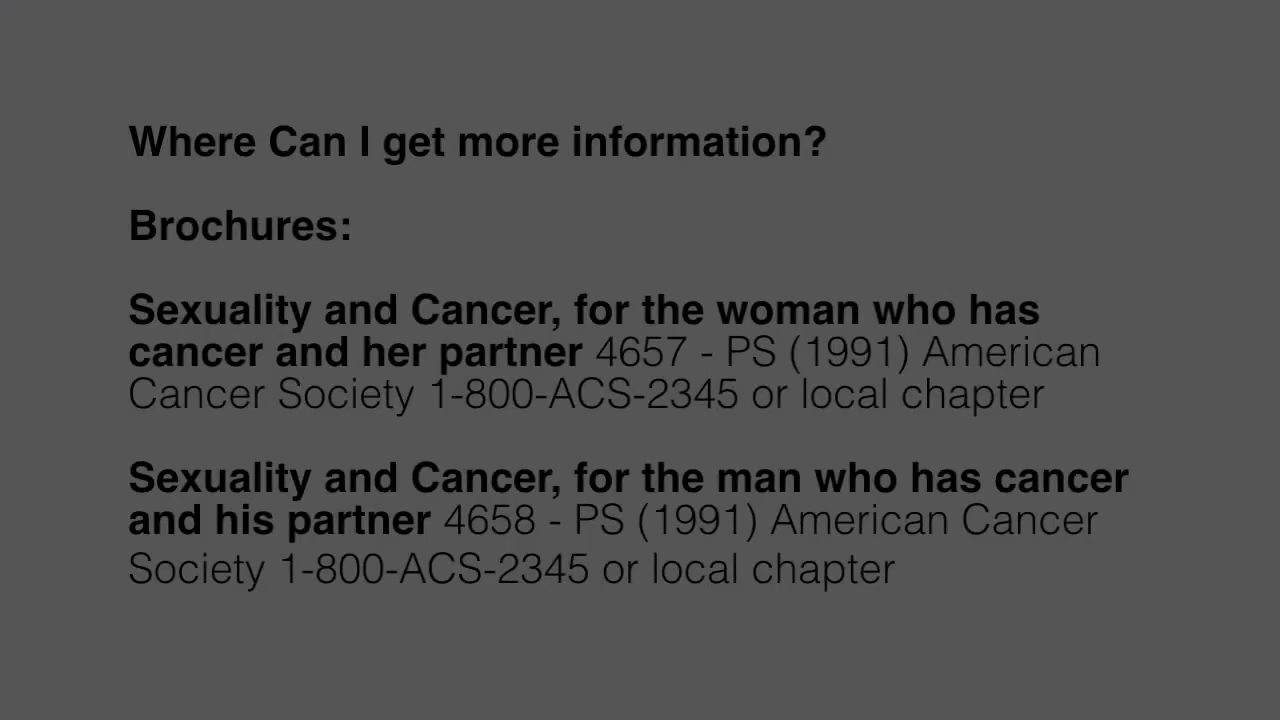 Where Can I get more information?
Brochures:
Sexuality and Cancer, for the woman who has
cancer and her partner 4657 - PS (1991) American
Cancer Society 1-800-ACS-2345 or local chapter
Sexuality and Cancer, for the man who has cancer
and his partner 4658 - PS (1991) American Cancer
Society 1-800-ACS-2345 or local chapter